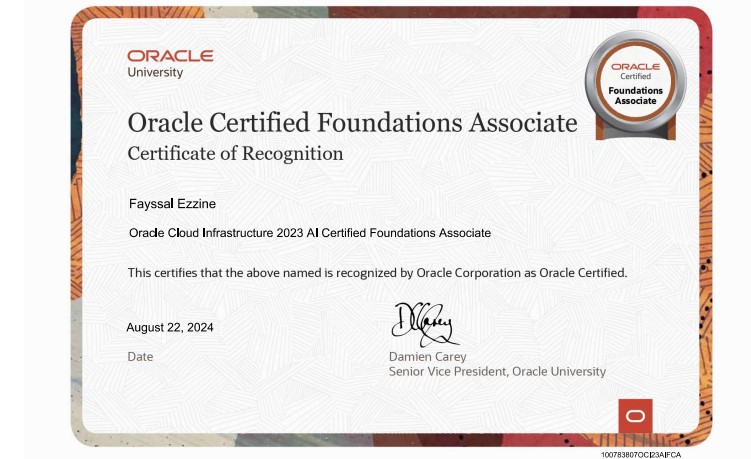 ORACLE
University
ORACLE
Certified
Foundations
Associate
Oracle Certified Foundations Associate
Certificate of Recognition
Fayssal Ezzine
Oracle Cloud Infrastructure 2023 AI Certified Foundations Associate
This certifies that the above named is recognized by Oracle Corporation as Oracle Certified.
August 22, 2024
Date
DCarey
Damien Carey
Senior Vice President, Oracle University
100783807OCI23AIFCA